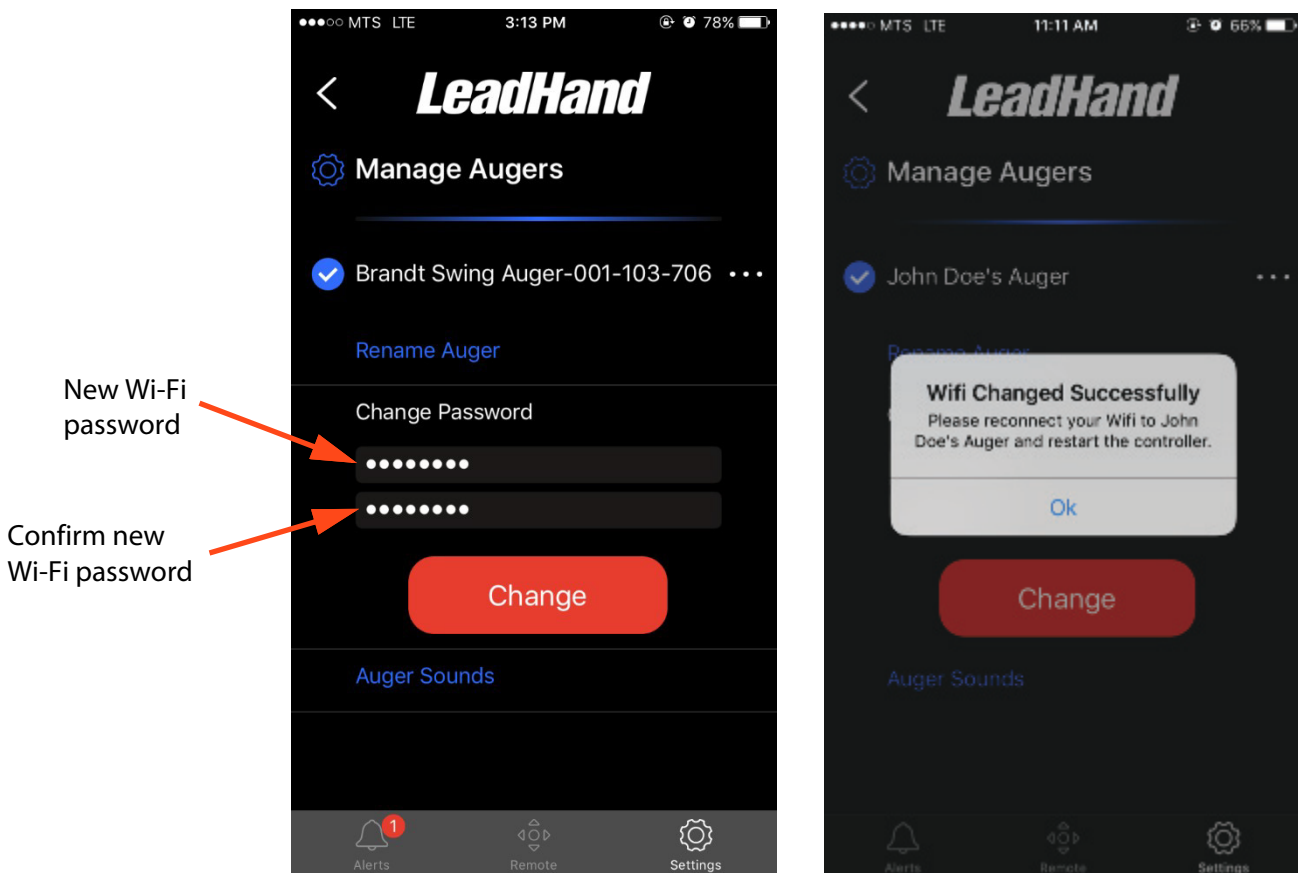 MTS LTE 3:13 PM 78%
LeadHand
Manage Augers
Brandt Swing Auger-001-103-706
Rename Auger
Change Password
●●●●●●●●
●●●●●●●●
Change
Auger Sounds
1
Alerts Remote Settings
New Wi-Fi
password
Confirm new
Wi-Fi password
MTS LTE 11:11 AM 66%
LeadHand
Manage Augers
John Doe's Auger
Rename Auger
Wifi Changed Successfully
Please reconnect your Wifi to John
Doe's Auger and restart the controller.
Ok
Change
Auger Sounds
Alerts Remote Settings